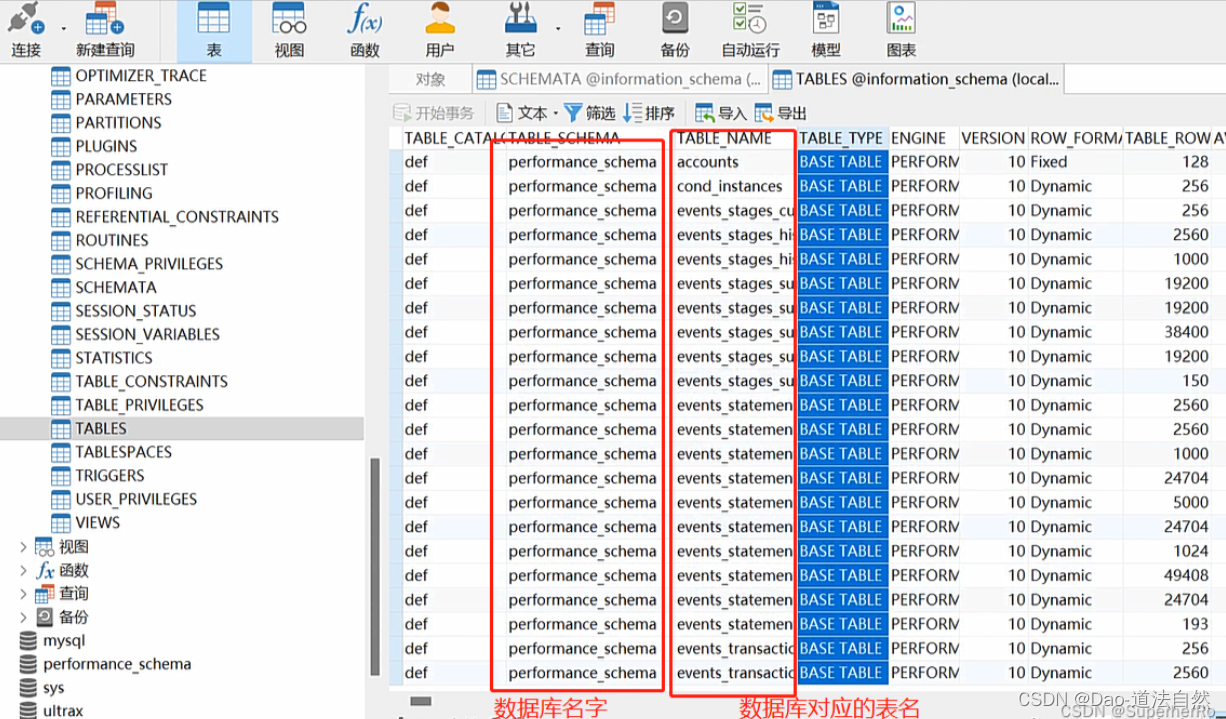 连接 新建查询 表 视图 函数 用户 其它 查询 备份 自动运行 模型 图表
对象 SCHEMATA @information_schema (... TABLES @information_schema (local...
开始事务 文本 筛选 排序 导入 导出
OPTIMIZER_TRACE
PARAMETERS
PARTITIONS
PLUGINS
PROCESSLIST
PROFILING
REFERENTIAL_CONSTRAINTS
ROUTINES
SCHEMA_PRIVILEGES
SCHEMATA
SESSION_STATUS
SESSION_VARIABLES
STATISTICS
TABLE_CONSTRAINTS
TABLE_PRIVILEGES
TABLES
TABLESPACES
TRIGGERS
USER_PRIVILEGES
VIEWS
视图
函数
查询
备份
mysql
performance_schema
sys
ultrax
TABLE_CATAL TABLE_SCHEMA TABLE_NAME TABLE_TYPE ENGINE VERSION ROW_FORMA TABLE_ROW A
def performance_schema accounts BASE TABLE PERFORM 10 Fixed 128
def performance_schema cond_instances BASE TABLE PERFORM 10 Dynamic 256
def performance_schema events_stages_cu BASE TABLE PERFORM 10 Dynamic 256
def performance_schema events_stages_hi BASE TABLE PERFORM 10 Dynamic 2560
def performance_schema events_stages_hi BASE TABLE PERFORM 10 Dynamic 1000
def performance_schema events_stages_su BASE TABLE PERFORM 10 Dynamic 19200
def performance_schema events_stages_su BASE TABLE PERFORM 10 Dynamic 19200
def performance_schema events_stages_su BASE TABLE PERFORM 10 Dynamic 38400
def performance_schema events_stages_su BASE TABLE PERFORM 10 Dynamic 19200
def performance_schema events_stages_su BASE TABLE PERFORM 10 Dynamic 150
def performance_schema events_statemen BASE TABLE PERFORM 10 Dynamic 2560
def performance_schema events_statemen BASE TABLE PERFORM 10 Dynamic 2560
def performance_schema events_statemen BASE TABLE PERFORM 10 Dynamic 1000
def performance_schema events_statemen BASE TABLE PERFORM 10 Dynamic 24704
def performance_schema events_statemen BASE TABLE PERFORM 10 Dynamic 5000
def performance_schema events_statemen BASE TABLE PERFORM 10 Dynamic 24704
def performance_schema events_statemen BASE TABLE PERFORM 10 Dynamic 1024
def performance_schema events_statemen BASE TABLE PERFORM 10 Dynamic 49408
def performance_schema events_statemen BASE TABLE PERFORM 10 Dynamic 24704
def performance_schema events_statemen BASE TABLE PERFORM 10 Dynamic 193
def performance_schema events_transactic BASE TABLE PERFORM 10 Dynamic 256
def performance_schema events_transactic BASE TABLE PERFORM 10 Dynamic 2560
数据库名字 数据库对应的表名
CSDN @Dao-道法自然
CSDN @Supemento